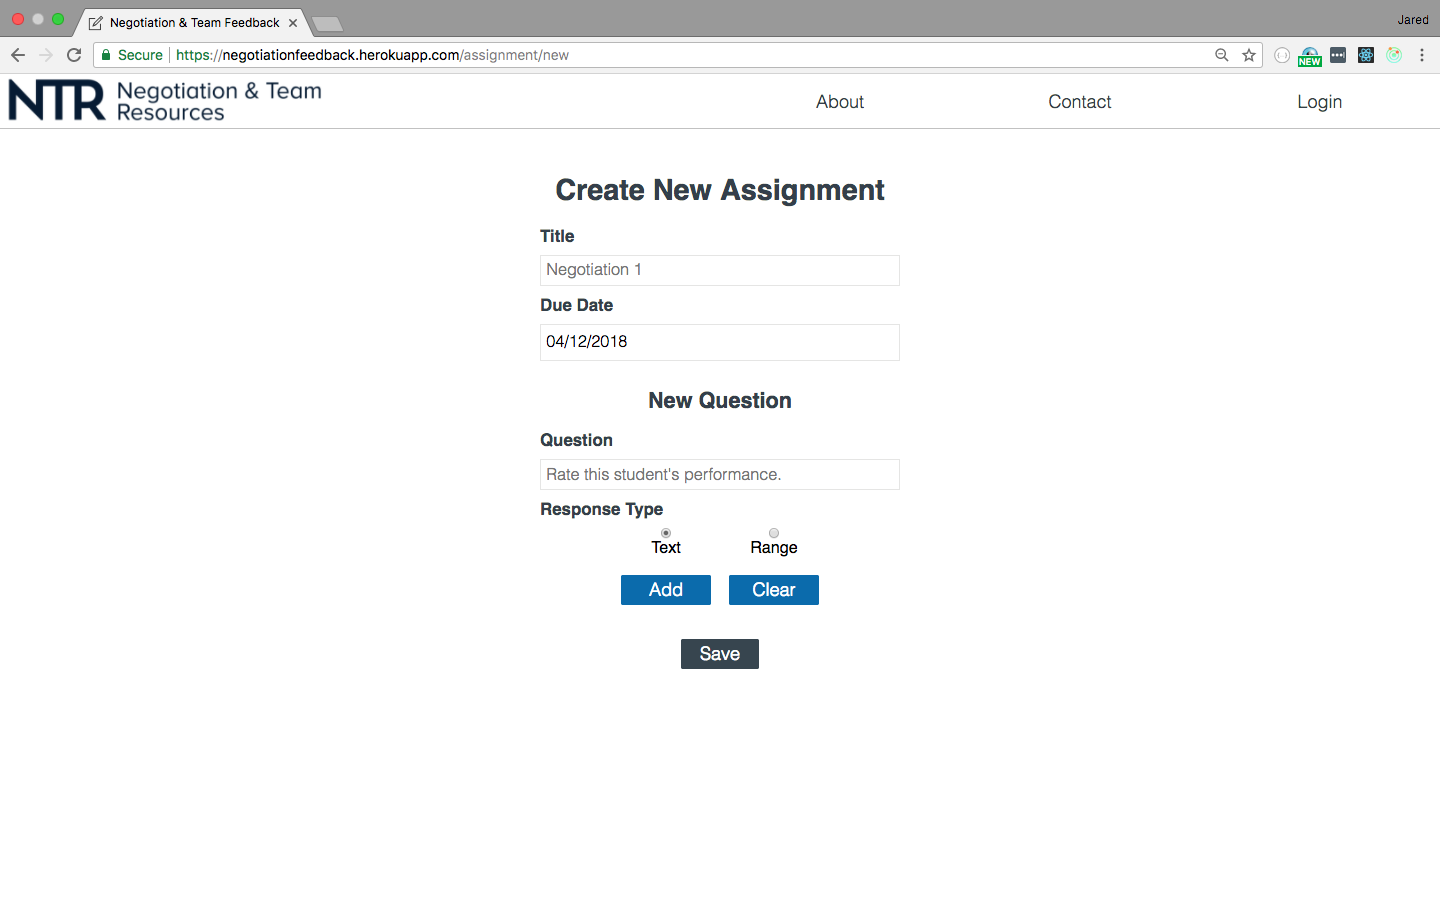 Negotiation & Team Feedback
Jared
Secure https://negotiationfeedback.herokuapp.com/assignment/new
NEW
NTR Negotiation & Team Resources
About Contact Login
Create New Assignment
Title
Negotiation 1
Due Date
04/12/2018
New Question
Question
Rate this student's performance.
Response Type
Text Range
Add Clear
Save